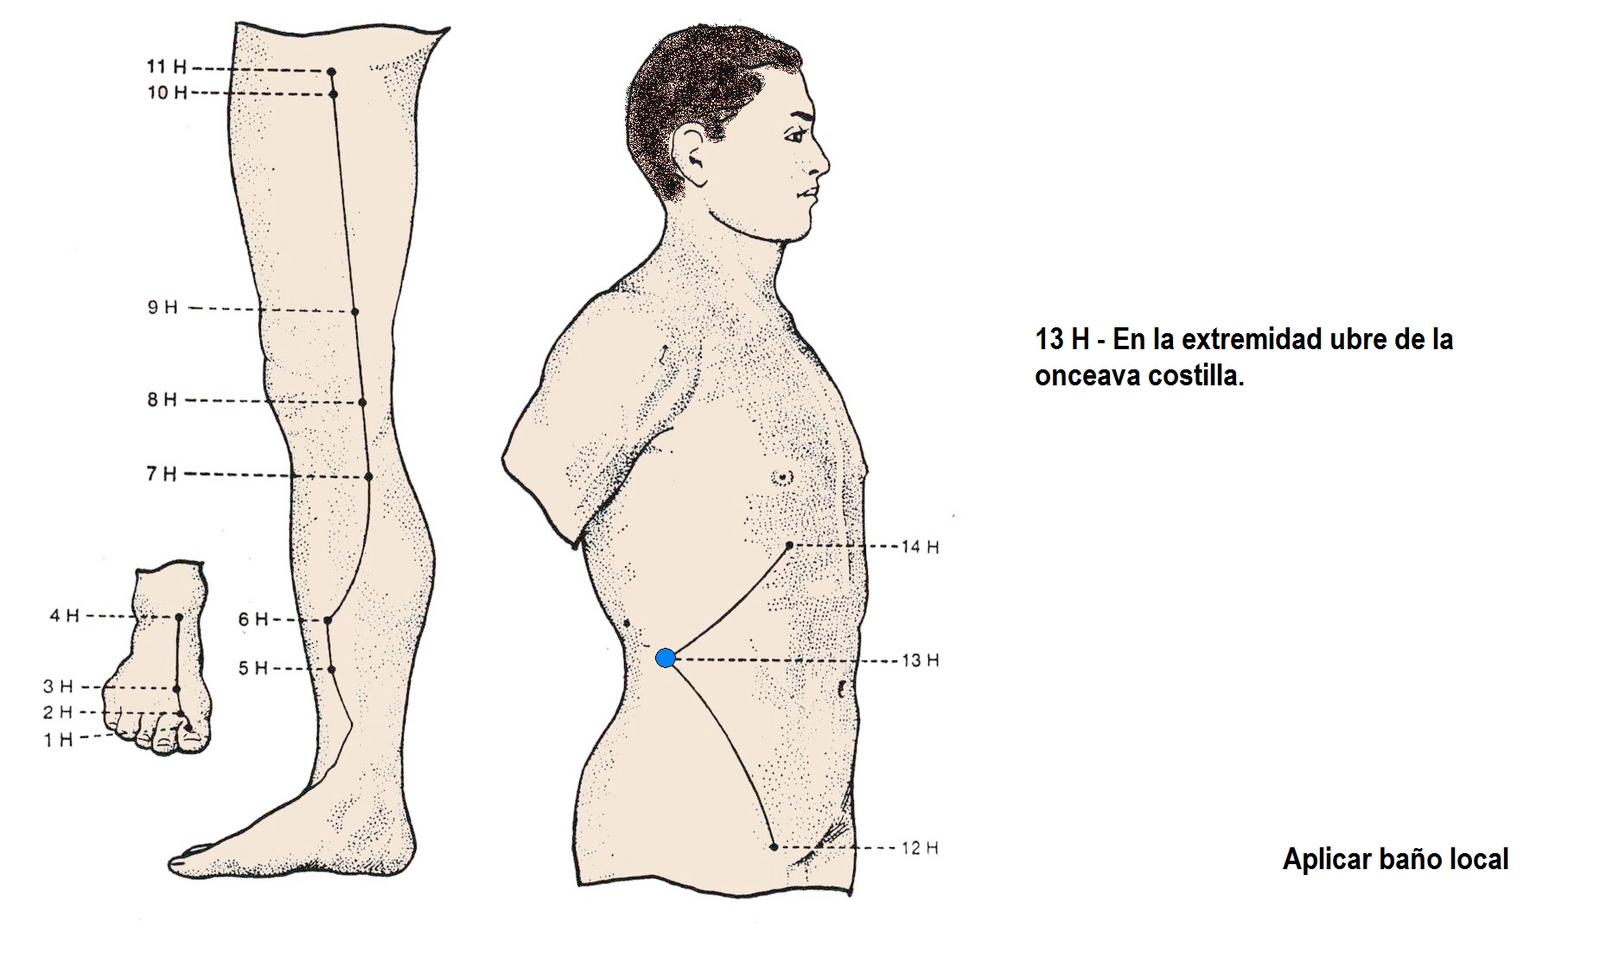 11 H
10 H
9 H
8 H
7 H
6 H
5 H
4 H
3 H
2 H
1 H
14 H
13 H
12 H
13 H - En la extremidad ubre de la
onceava costilla.
Aplicar baño local